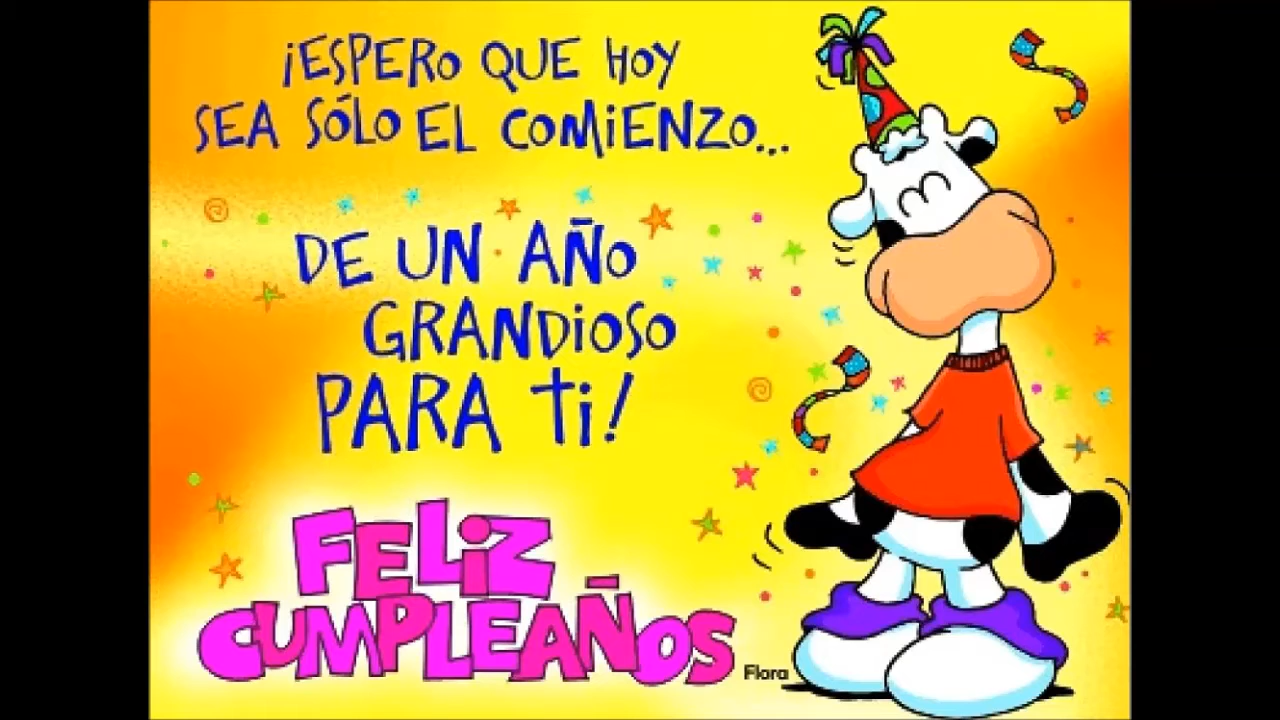 ¡ESPERO QUE HOY
SEA SÓLO EL COMIENZO...
DE UN AÑO
GRANDIOSO
PARA TI!
FELIZ
CUMPLEAÑOS
Flora